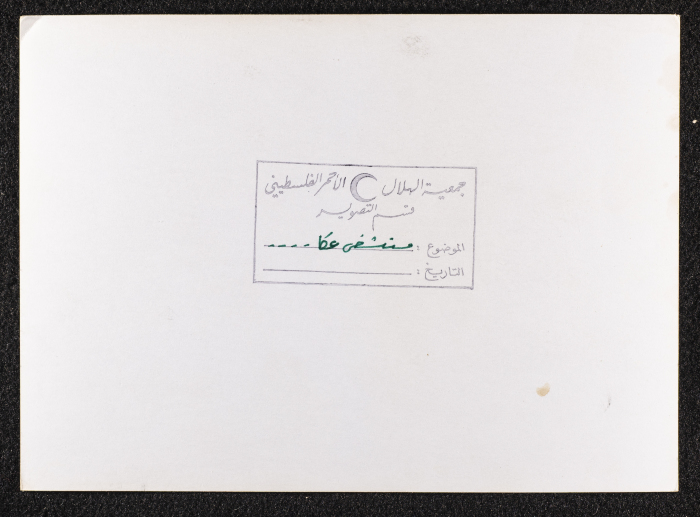 جمعية الهلال الأحمر الفلسطيني
قسم التصوير
الموضوع : مستشفى عكا ----
التاريخ :